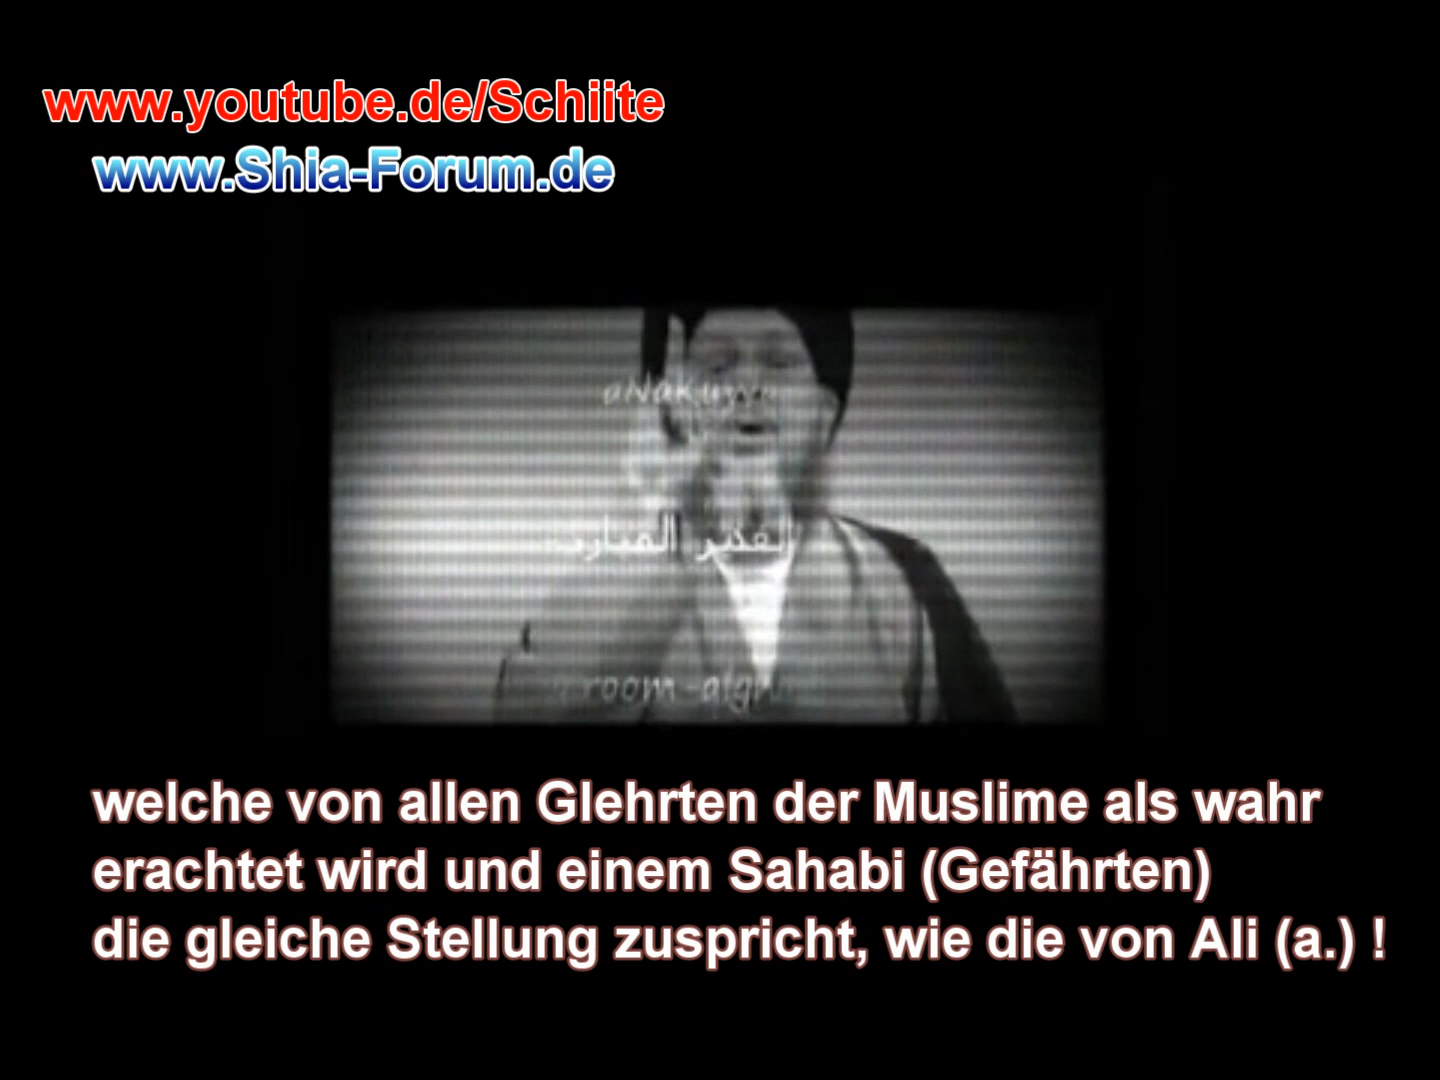 www.youtube.de/Schiite
www.Shia-Forum.de
welche von allen Glehrten der Muslime als wahr
erachtet wird und einem Sahabi (Gefährten)
die gleiche Stellung zuspricht, wie die von Ali (a.) !